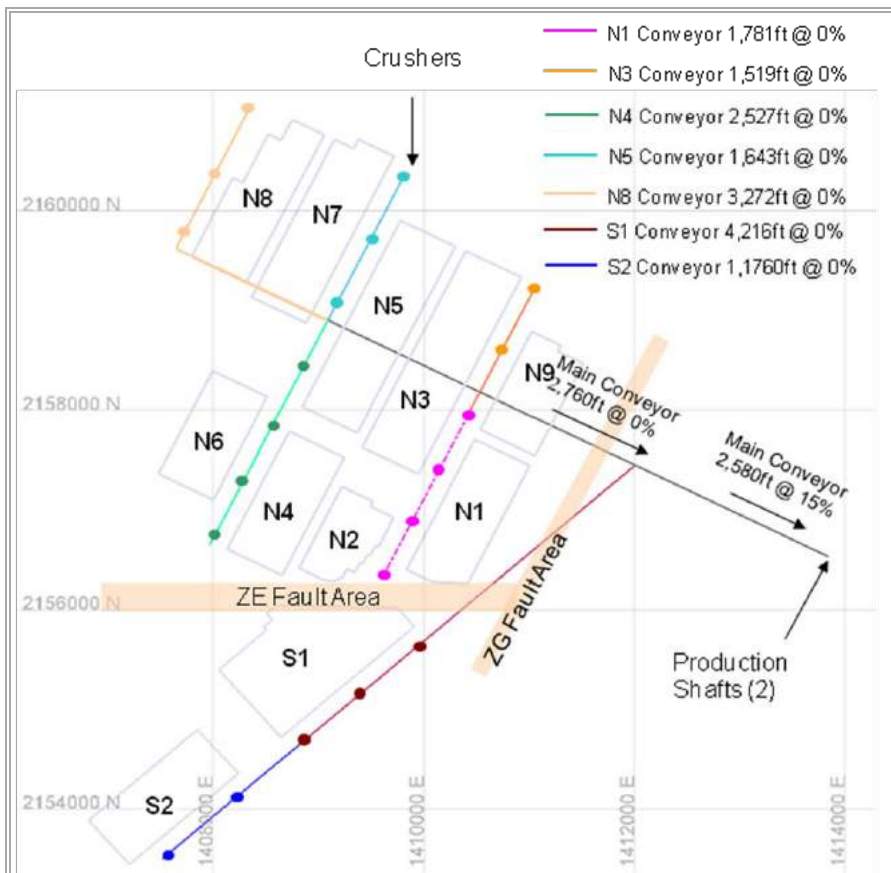 Crushers
N1 Conveyor 1,781ft @ 0%
N3 Conveyor 1,519ft @ 0%
N4 Conveyor 2,527ft @ 0%
N5 Conveyor 1,643ft @ 0%
N8 Conveyor 3,272ft @ 0%
S1 Conveyor 4,216ft @ 0%
S2 Conveyor 1,1760ft @ 0%
2160000 N
N8
N7
N5
N9
Main Conveyor
2,760ft @ 0%
2158000 N
N3
N6
Main Conveyor
2,580ft @ 15%
N4
N2
N1
2156000 N
ZE Fault Area
ZG Fault Area
S1
Production
Shafts (2)
2154000 N
S2
1408000 E
1410000 E
1412000 E
1414000 E